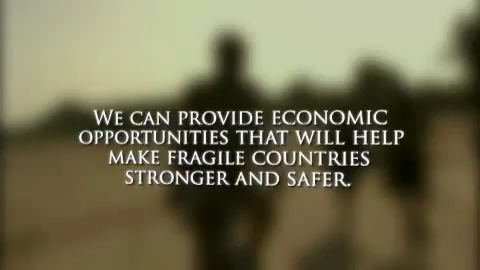 We can provide economic
opportunities that will help
make fragile countries
stronger and safer.